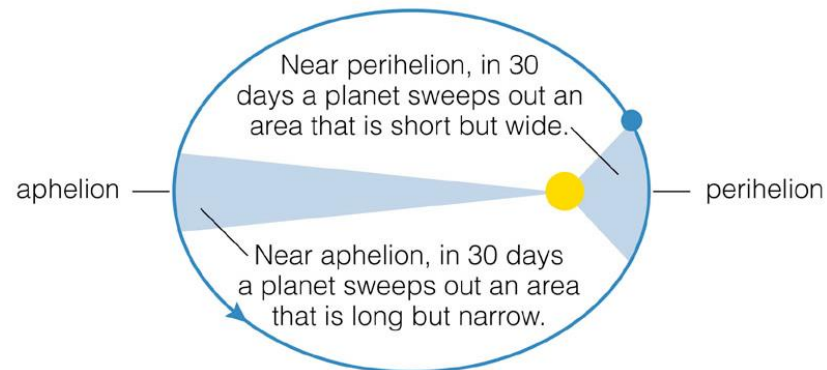 Near perihelion, in 30
days a planet sweeps out an
area that is short but wide.
aphelion
perihelion
Near aphelion, in 30 days
a planet sweeps out an area
that is long but narrow.